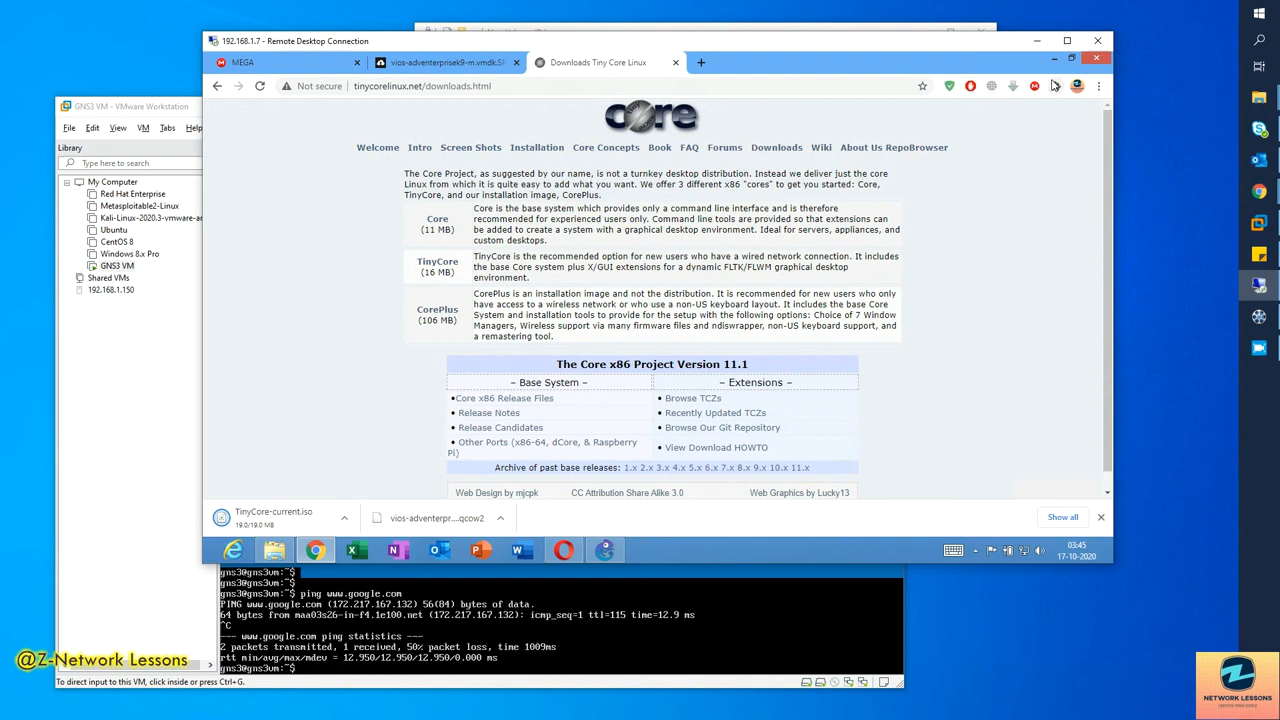 192.168.1.7 - Remote Desktop Connection
MEGA
vios-adventerprisek9-m.vmdk.SP
Downloads Tiny Core Linux
Not secure
tinycorelinux.net/downloads.html
GNS3 VM - VMware Workstation
File Edit View VM Tabs Help
Library
Type here to search
My Computer
Red Hat Enterprise
Metasploitable2-Linux
Kali-Linux-2020.3-vmware-a
Ubuntu
CentOS 8
Windows 8.x Pro
GNS3 VM
Shared VMs
192.168.1.150
core
Welcome Intro Screen Shots Installation Core Concepts Book FAQ Forums Downloads Wiki About Us RepoBrowser
The Core Project, as suggested by our name, is not a turnkey desktop distribution. Instead we deliver just the core
Linux from which it is quite easy to add what you want. We offer 3 different x86 "cores" to get you started: Core,
TinyCore, and our installation image, CorePlus.
Core
(11 MB)
Core is the base system which provides only a command line interface and is therefore
recommended for experienced users only. Command line tools are provided so that extensions can
be added to create a system with a graphical desktop environment. Ideal for servers, appliances, and
custom desktops.
TinyCore
(16 MB)
TinyCore is the recommended option for new users who have a wired network connection. It includes
the base Core system plus X/GUI extensions for a dynamic FLTK/FLWM graphical desktop
environment.
CorePlus
(106 MB)
CorePlus is an installation image and not the distribution. It is recommended for new users who only
have access to a wireless network or who use a non-US keyboard layout. It includes the base Core
System and installation tools to provide for the setup with the following options: Choice of 7 Window
Managers, Wireless support via many firmware files and ndiswrapper, non-US keyboard support, and
a remastering tool.
The Core x86 Project Version 11.1
– Base System –
– Extensions –
•Core x86 Release Files
• Release Notes
• Release Candidates
• Other Ports (x86-64, dCore, & Raspberry
Pi)
• Browse TCZs
• Recently Updated TCZs
• Browse Our Git Repository
• View Download HOWTO
Archive of past base releases: 1.x 2.x 3.x 4.x 5.x 6.x 7.x 8.x 9.x 10.x 11.x
Web Design by mjcpk CC Attribution Share Alike 3.0 Web Graphics by Lucky13
TinyCore-current.iso
19.0/19.0 MB
vios-adventerpr....qcow2
Show all
03:45
17-10-2020
gns3@gns3vm:~$
gns3@gns3vm:~$
gns3@gns3vm:~$ ping www.google.com
PING www.google.com (172.217.167.132) 56(84) bytes of data.
64 bytes from maa03s26-in-f4.1e100.net (172.217.167.132): icmp_seq=1 ttl=115 time=12.9 ms
^C
--- www.google.com ping statistics ---
2 packets transmitted, 1 received, 50% packet loss, time 1009ms
rtt min/avg/max/mdev = 12.950/12.950/12.950/0.000 ms
gns3@gns3vm:~$
@Z-Network Lessons
To direct input to this VM, click inside or press Ctrl+G.
NETWORK LESSONS